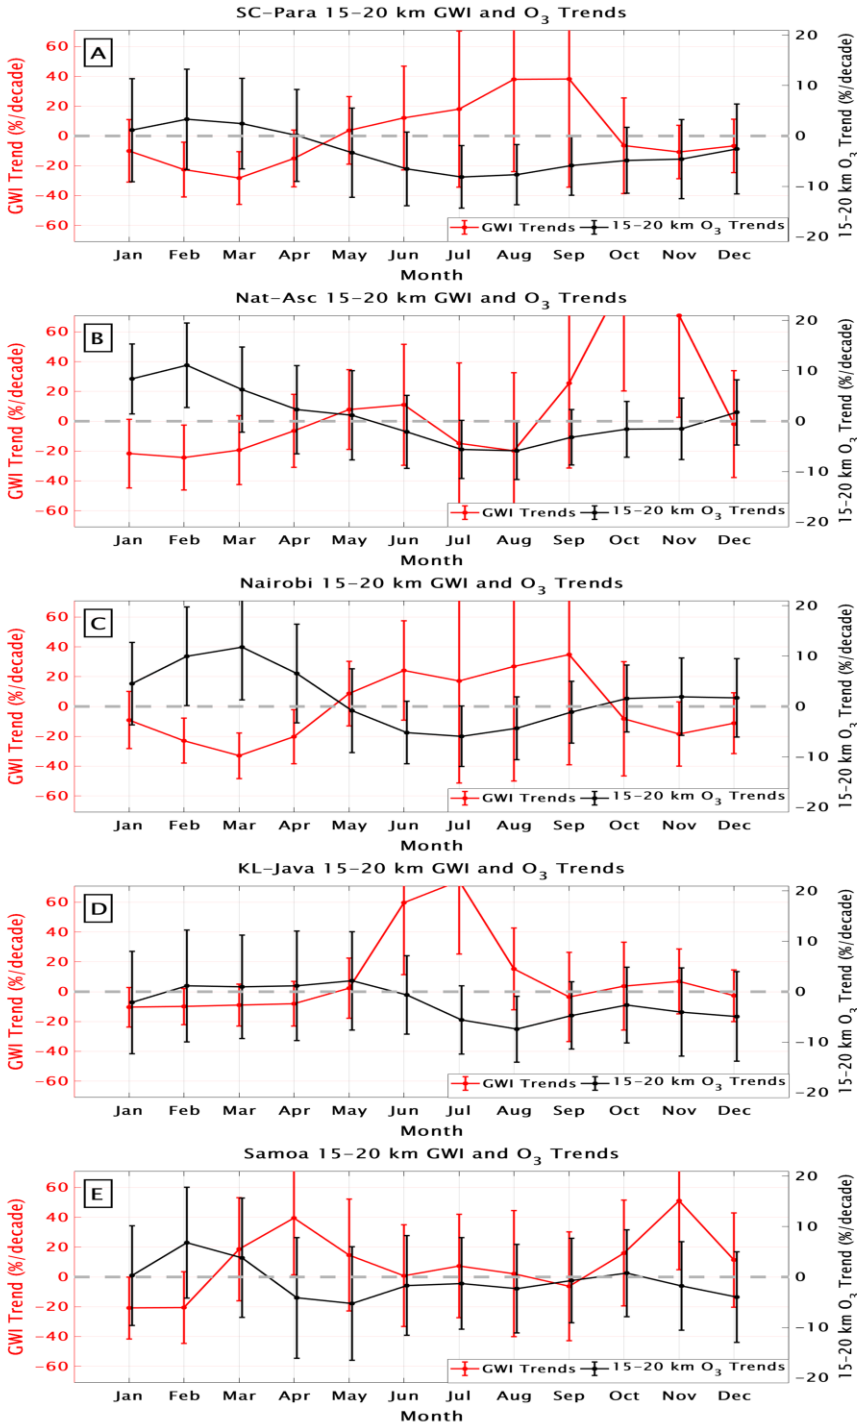 SC-Para 15-20 km GWI and O3 Trends
A
GWI Trend (%/decade)
60
40
20
0
-20
-40
-60
20
10
0
-10
-20
15-20 km O3 Trend (%/decade)
GWI Trends 15-20 km O3 Trends
Jan Feb Mar Apr May Jun Jul Aug Sep Oct Nov Dec
Month
Nat-Asc 15-20 km GWI and O3 Trends
B
GWI Trend (%/decade)
60
40
20
0
-20
-40
-60
20
10
0
-10
-20
15-20 km O3 Trend (%/decade)
GWI Trends 15-20 km O3 Trends
Jan Feb Mar Apr May Jun Jul Aug Sep Oct Nov Dec
Month
Nairobi 15-20 km GWI and O3 Trends
C
GWI Trend (%/decade)
60
40
20
0
-20
-40
-60
20
10
0
-10
-20
15-20 km O3 Trend (%/decade)
GWI Trends 15-20 km O3 Trends
Jan Feb Mar Apr May Jun Jul Aug Sep Oct Nov Dec
Month
KL-Java 15-20 km GWI and O3 Trends
D
GWI Trend (%/decade)
60
40
20
0
-20
-40
-60
20
10
0
-10
-20
15-20 km O3 Trend (%/decade)
GWI Trends 15-20 km O3 Trends
Jan Feb Mar Apr May Jun Jul Aug Sep Oct Nov Dec
Month
Samoa 15-20 km GWI and O3 Trends
E
GWI Trend (%/decade)
60
40
20
0
-20
-40
-60
20
10
0
-10
-20
15-20 km O3 Trend (%/decade)
GWI Trends 15-20 km O3 Trends
Jan Feb Mar Apr May Jun Jul Aug Sep Oct Nov Dec
Month